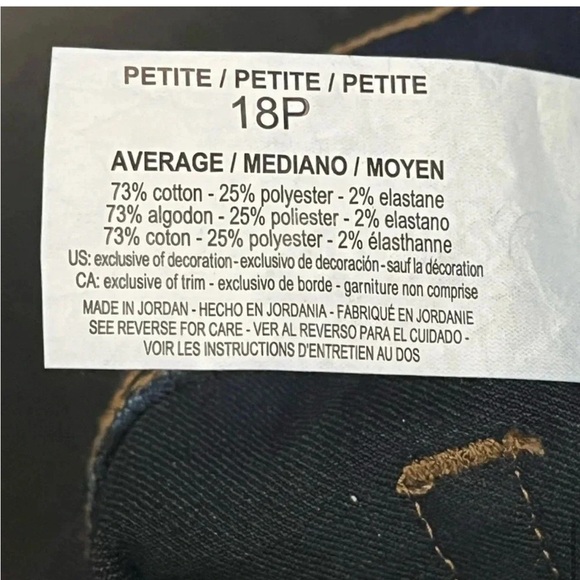 PETITE / PETITE / PETITE
18P
AVERAGE / MEDIANO / MOYEN
73% cotton - 25% polyester - 2% elastane
73% algodon - 25% poliester - 2% elastano
73% coton - 25% polyester - 2% élasthanne
US: exclusive of decoration - exclusivo de decoración - sauf la décoration
CA: exclusive of trim - exclusivo de borde - garniture non comprise
MADE IN JORDAN - HECHO EN JORDANIA - FABRIQUÉ EN JORDANIE
SEE REVERSE FOR CARE - VER AL REVERSO PARA EL CUIDADO -
VOIR LES INSTRUCTIONS D'ENTRETIEN AU DOS